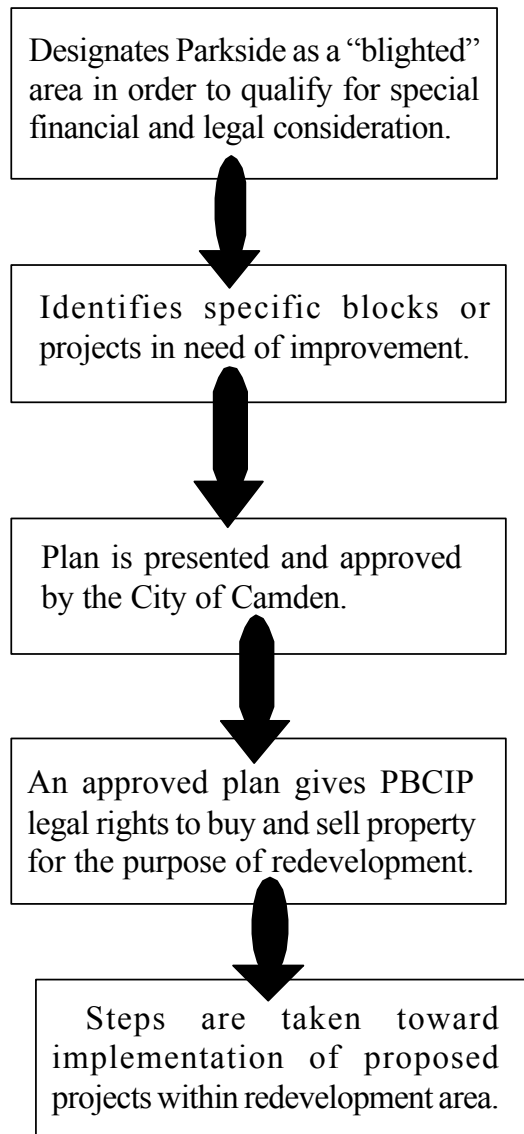 Designates Parkside as a “blighted”
area in order to qualify for special
financial and legal consideration.
Identifies specific blocks or
projects in need of improvement.
Plan is presented and approved
by the City of Camden.
An approved plan gives PBCIP
legal rights to buy and sell property
for the purpose of redevelopment.
Steps are taken toward
implementation of proposed
projects within redevelopment area.